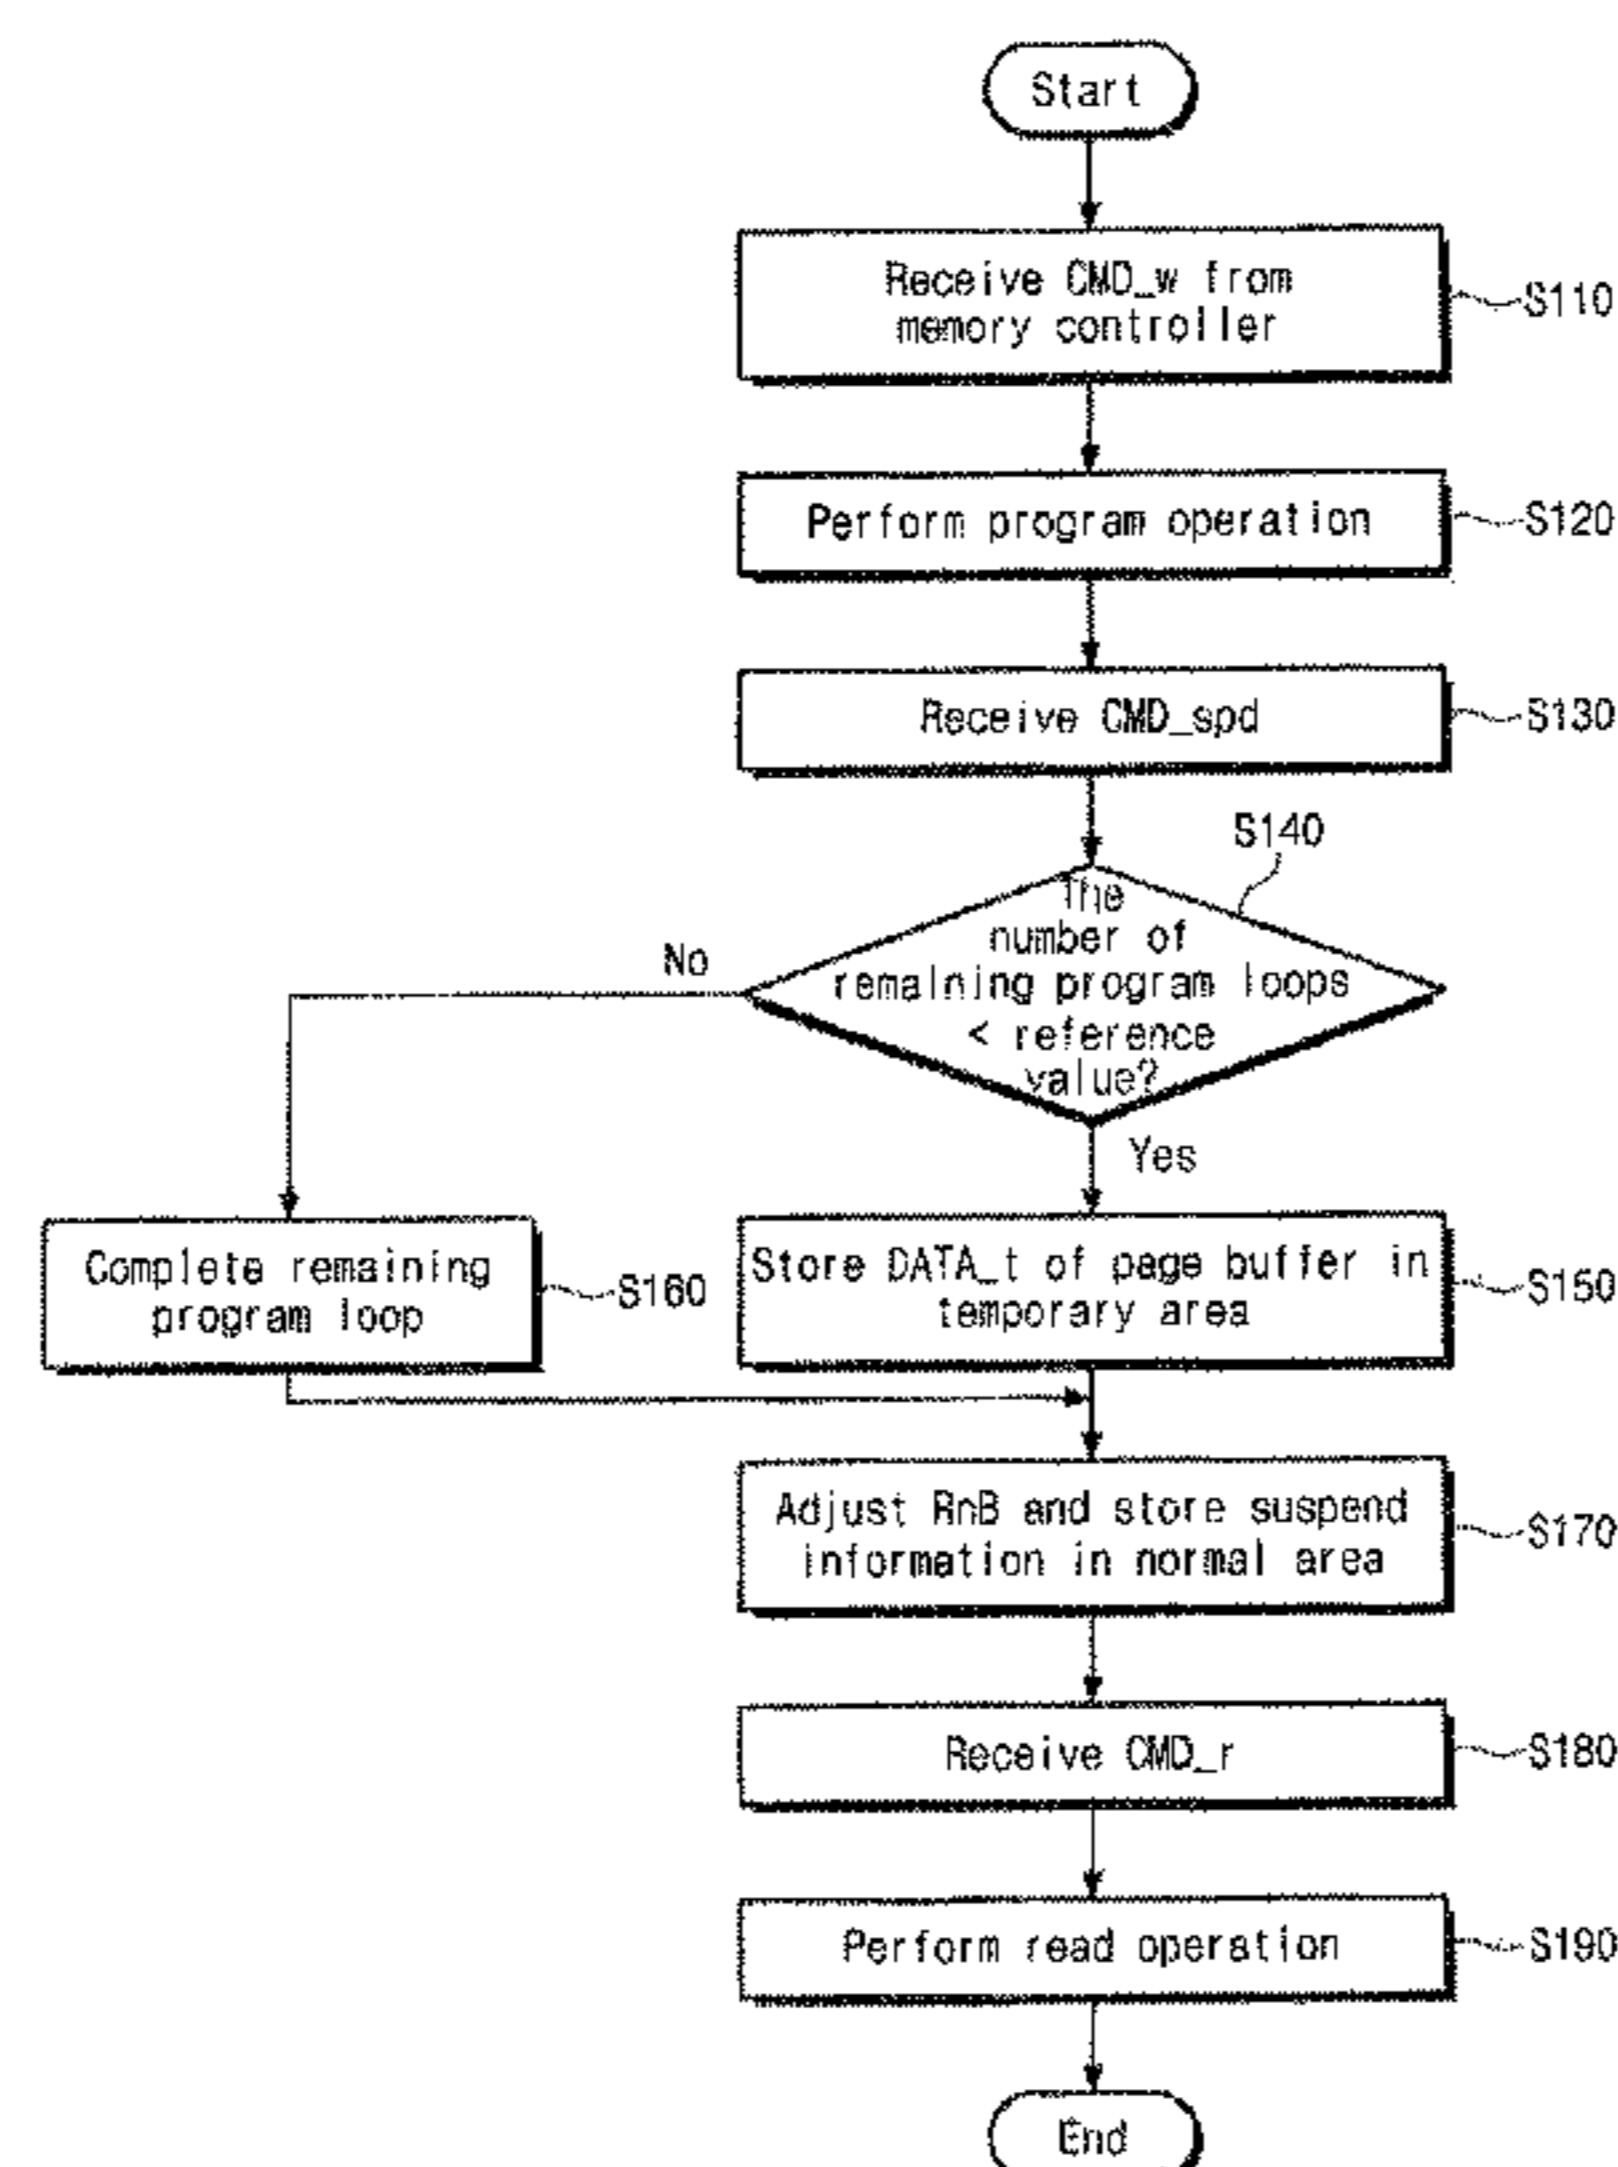 Start
Receive CMD_w from
memory controller
S110
Perform program operation
S120
Receive CMD_spd
S130
S140
The
number of
remaining program loops
< reference
value?
No
Yes
Complete remaining
program loop
S160
Store DATA_t of page buffer in
temporary area
S150
Adjust RnB and store suspend
information in normal area
S170
Receive CMD_r
S180
Perform read operation
S190
End